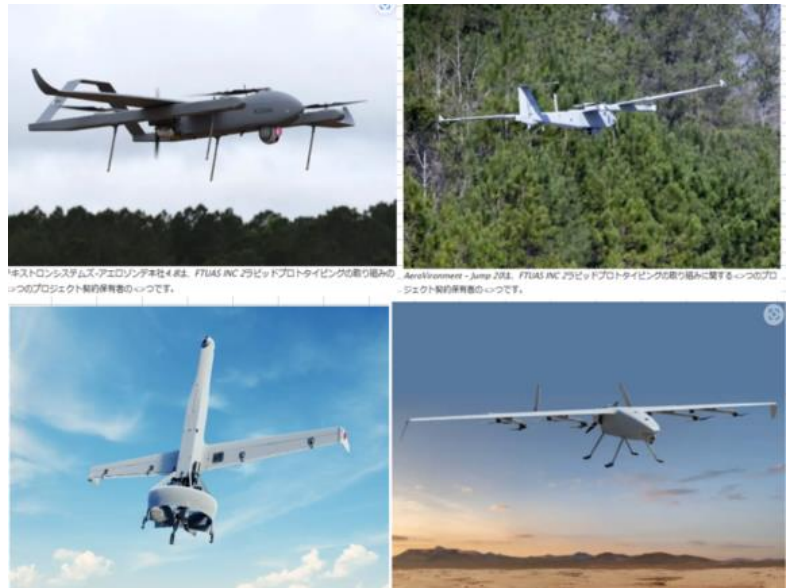 テキストロンシステムズ-アエロゾンデ本社4.8は、FTUAS INC 2ラピッドプロトタイピングの取り組みの
<>つのプロジェクト契約保有者の<>つです。
AeroVironment – Jump 20は、FTUAS INC 2ラピッドプロトタイピングの取り組みに関する<>つのプロ
ジェクト契約保有者の<>つです。